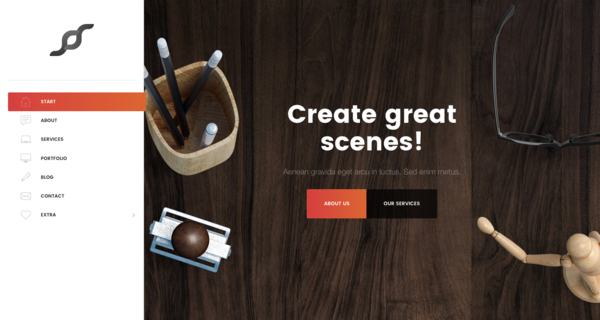 START
ABOUT
SERVICES
PORTFOLIO
BLOG
CONTACT
EXTRA
Create great
scenes!
Aenean gravida eget arcu in luctus. Sed enim metus.
ABOUT US
OUR SERVICES